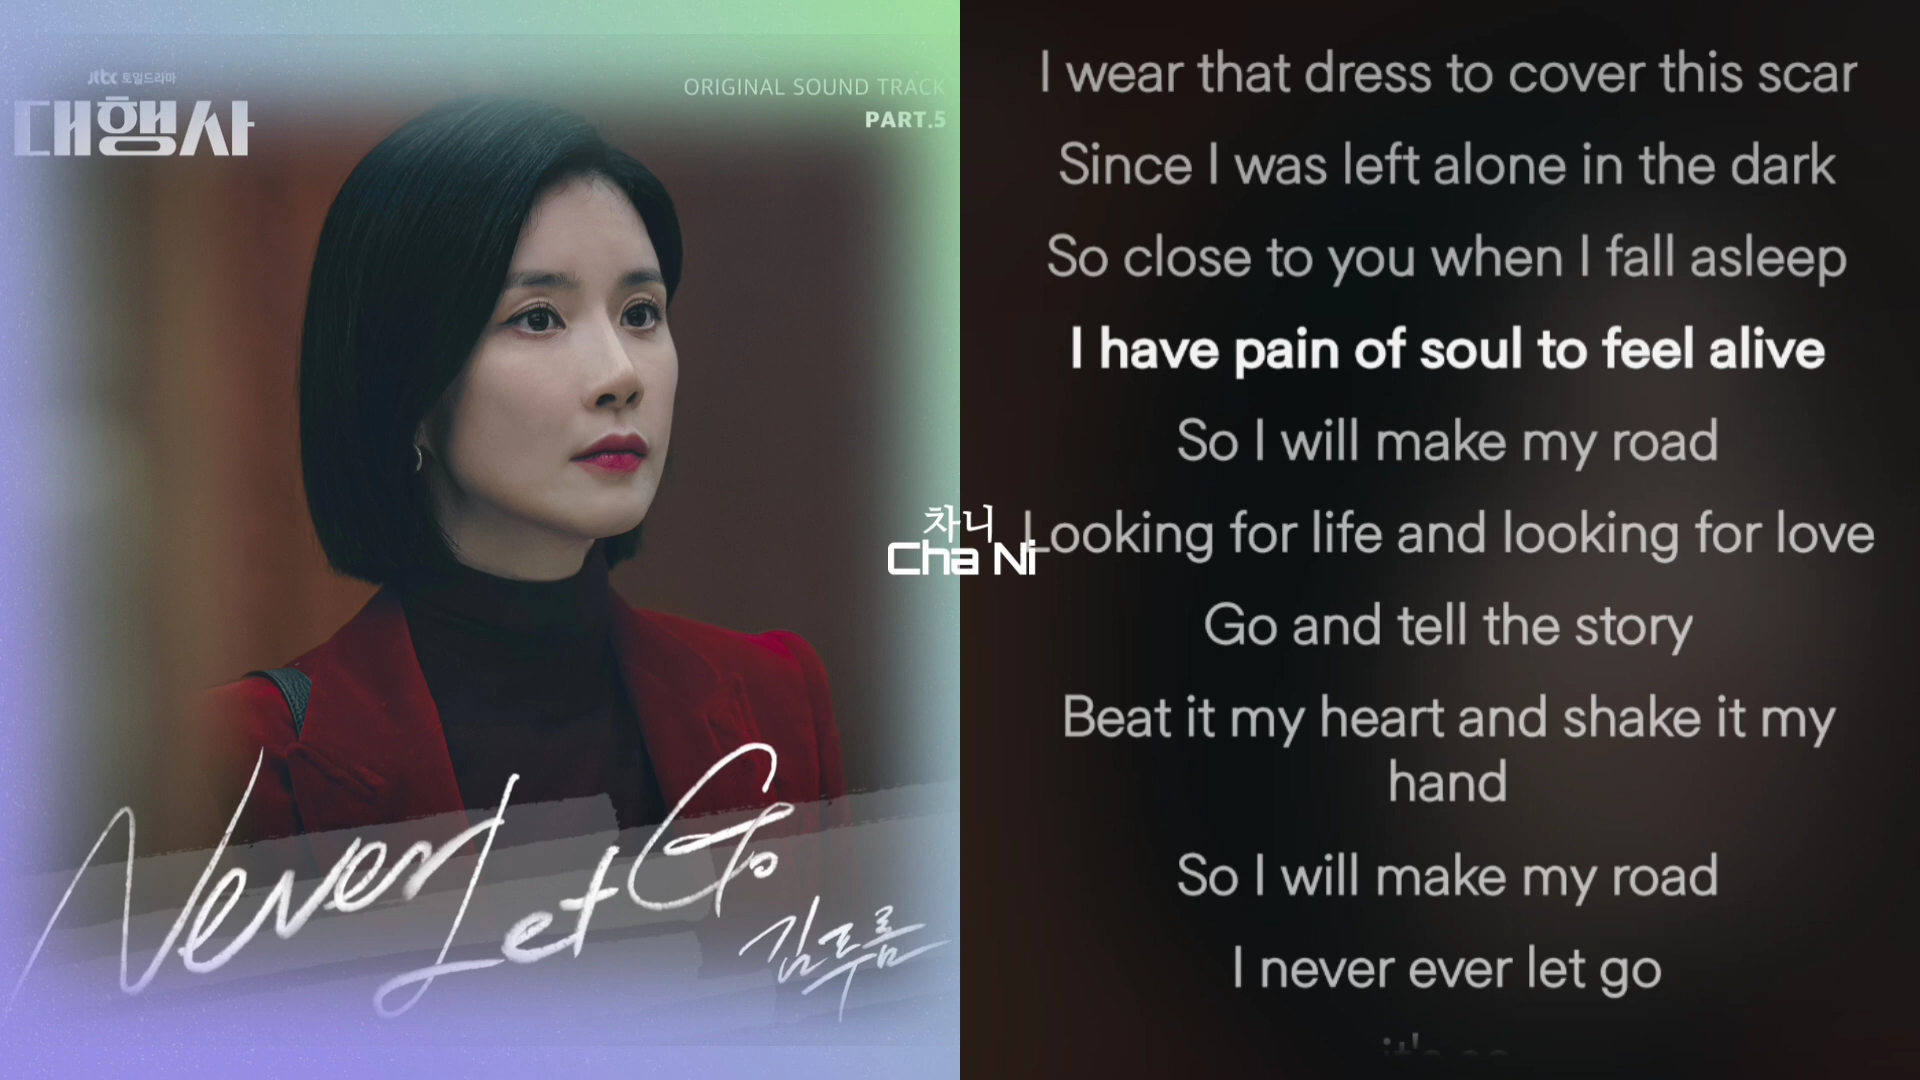 jtbc 토일드라마
대행사
ORIGINAL SOUND TRACK
PART.5
Never Let Go
김푸름
차니
Cha Ni
I wear that dress to cover this scar
Since I was left alone in the dark
So close to you when I fall asleep
I have pain of soul to feel alive
So I will make my road
Looking for life and looking for love
Go and tell the story
Beat it my heart and shake it my
hand
So I will make my road
I never ever let go